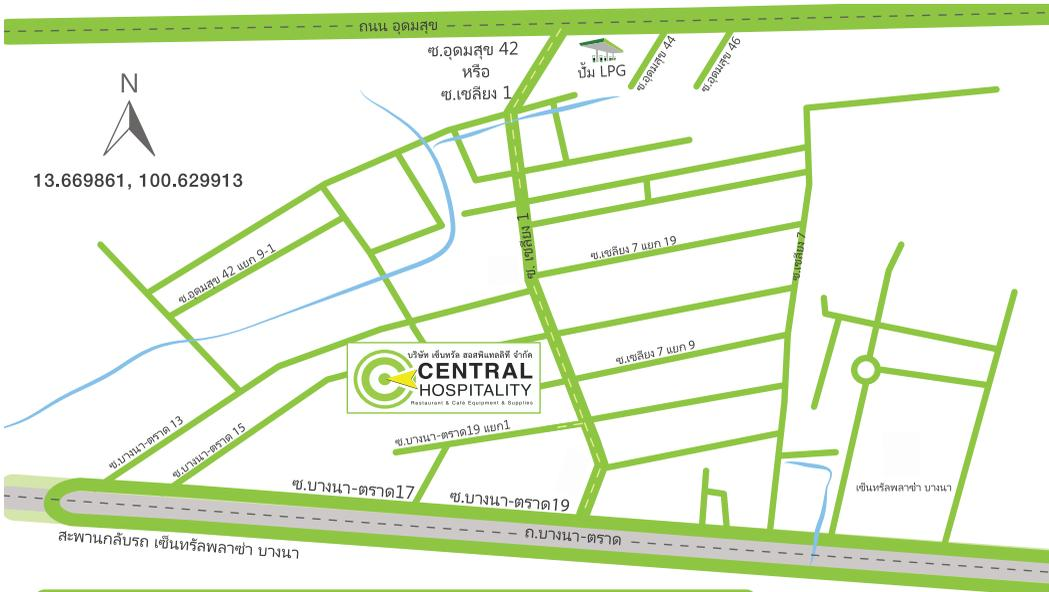 ถนน อุดมสุข
ซ.อุดมสุข 42
หรือ
ซ.เซลียง 1
ปั๊ม LPG
ซ.อุดมสุข 44
ซ.อุดมสุข 46
N
13.669861, 100.629913
ซ. เซลียง 1
ซ.เซลียง 7 แยก 19
ซ.เซลียง 7
ซ.อุดมสุข 42 แยก 9-1
ซ.เซลียง 7 แยก 9
บริษัท เซ็นทรัล ฮอสพิแทลลิที จำกัด
CENTRAL
HOSPITALITY
Restaurant & Café Equipment & Supplies
ซ.บางนา-ตราด 13
ซ.บางนา-ตราด 15
ซ.บางนา-ตราด19 แยก1
ซ.บางนา-ตราด17
ซ.บางนา-ตราด19
เซ็นทรัลพลาซ่า บางนา
ถ.บางนา-ตราด
สะพานกลับรถ เซ็นทรัลพลาซ่า บางนา